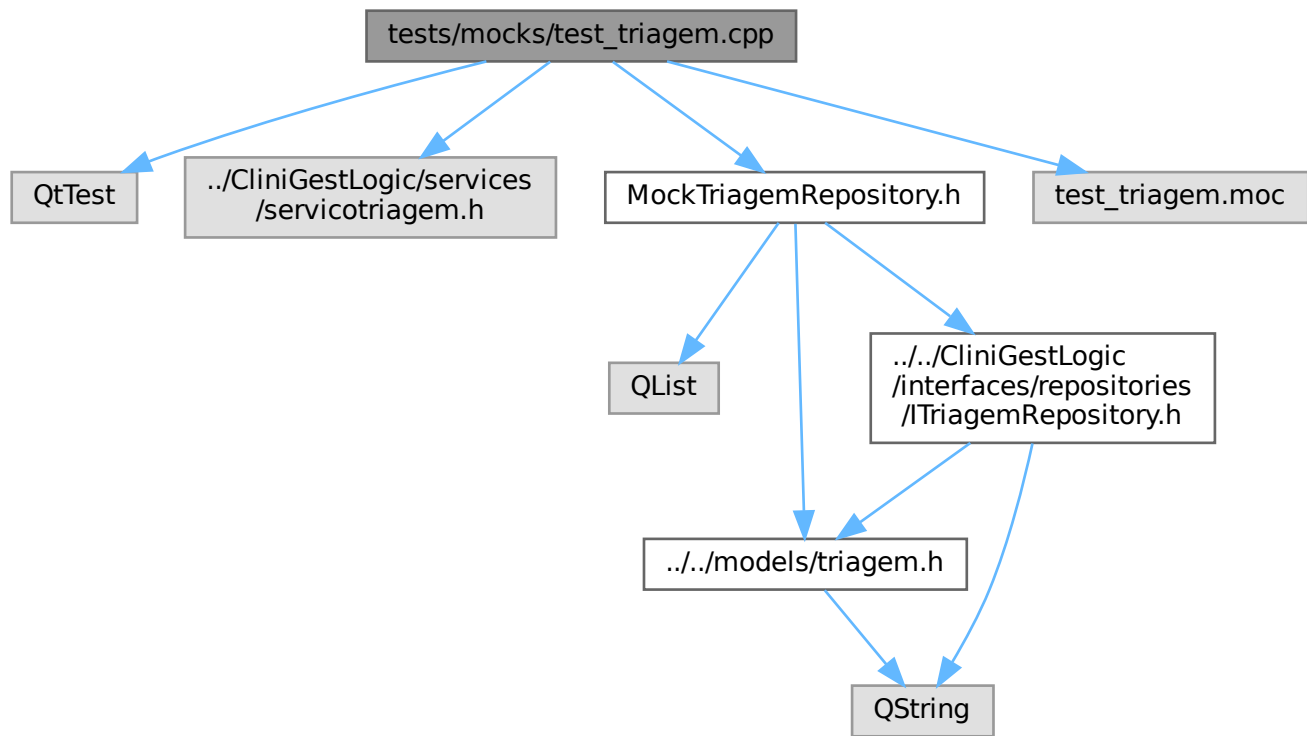 tests/mocks/test_triagem.cpp
QtTest
../CliniGestLogic/services
/servicotriagem.h
MockTriagemRepository.h
test_triagem.moc
QList
../../CliniGestLogic
/interfaces/repositories
/ITriagemRepository.h
../../models/triagem.h
QString